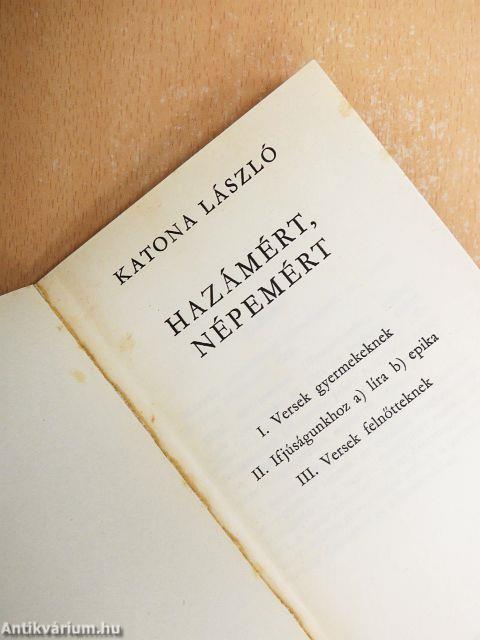 KATONA LÁSZLÓ
HAZÁMÉRT,
NÉPEMÉRT
I. Versek gyermekeknek
II. Ifjúságunkhoz a) líra b) epika
III. Versek felnőtteknek
Antikvárium.hu